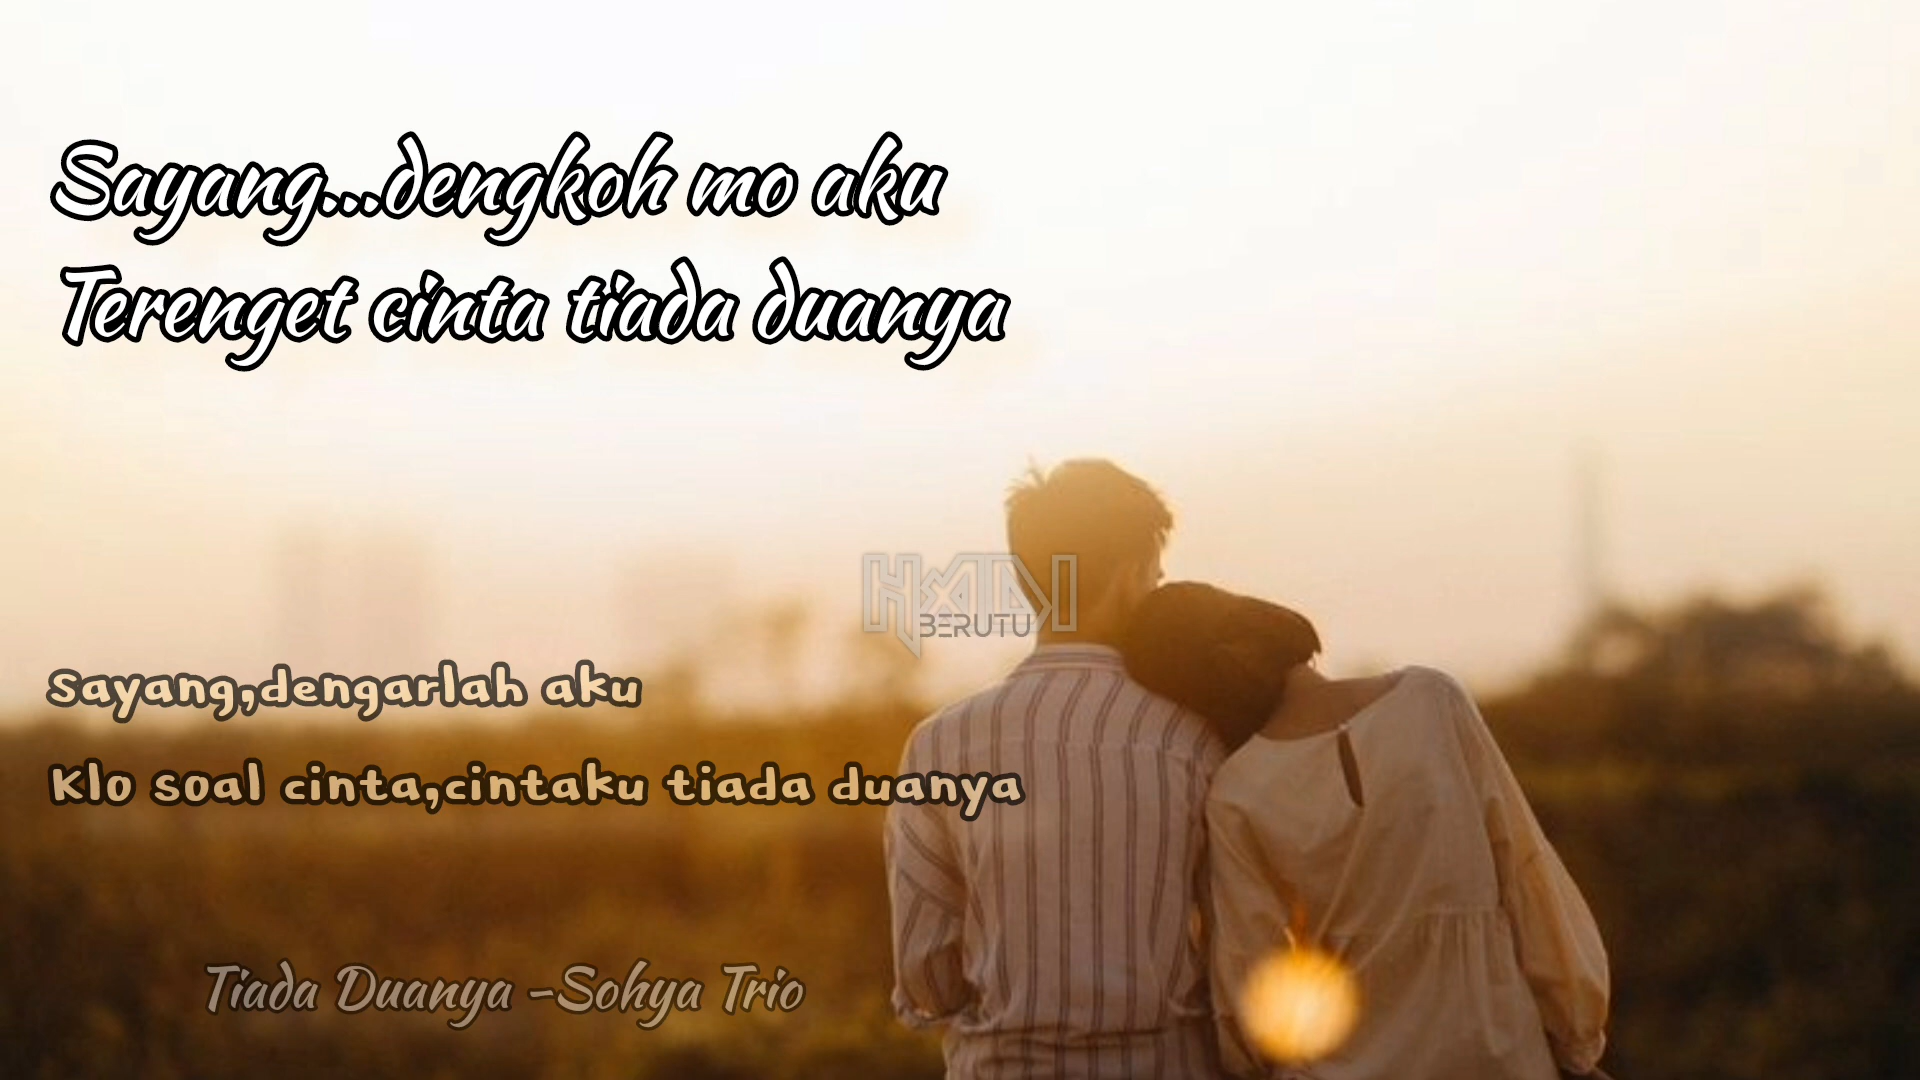 Sayang...dengkoh mo aku
Terenget cinta tiada duanya
HADI
BERUTU
Sayang,dengarlah aku
Klo soal cinta,cintaku tiada duanya
Tiada Duanya -Sohya Trio